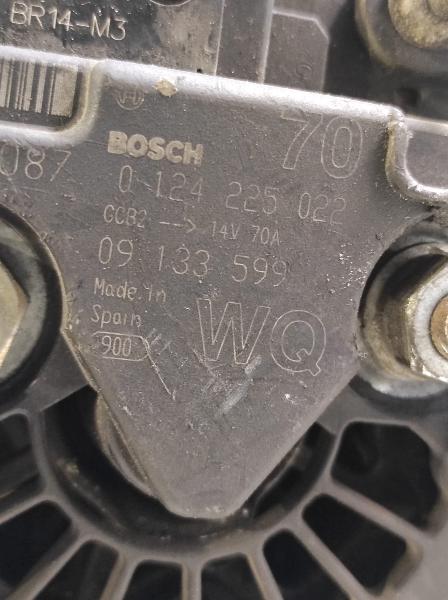 BR14-M3
70
087
BOSCH
0 124 225 022
GCB2 --> 14V 70A
09 133 599
Made in
Spain
WQ
900